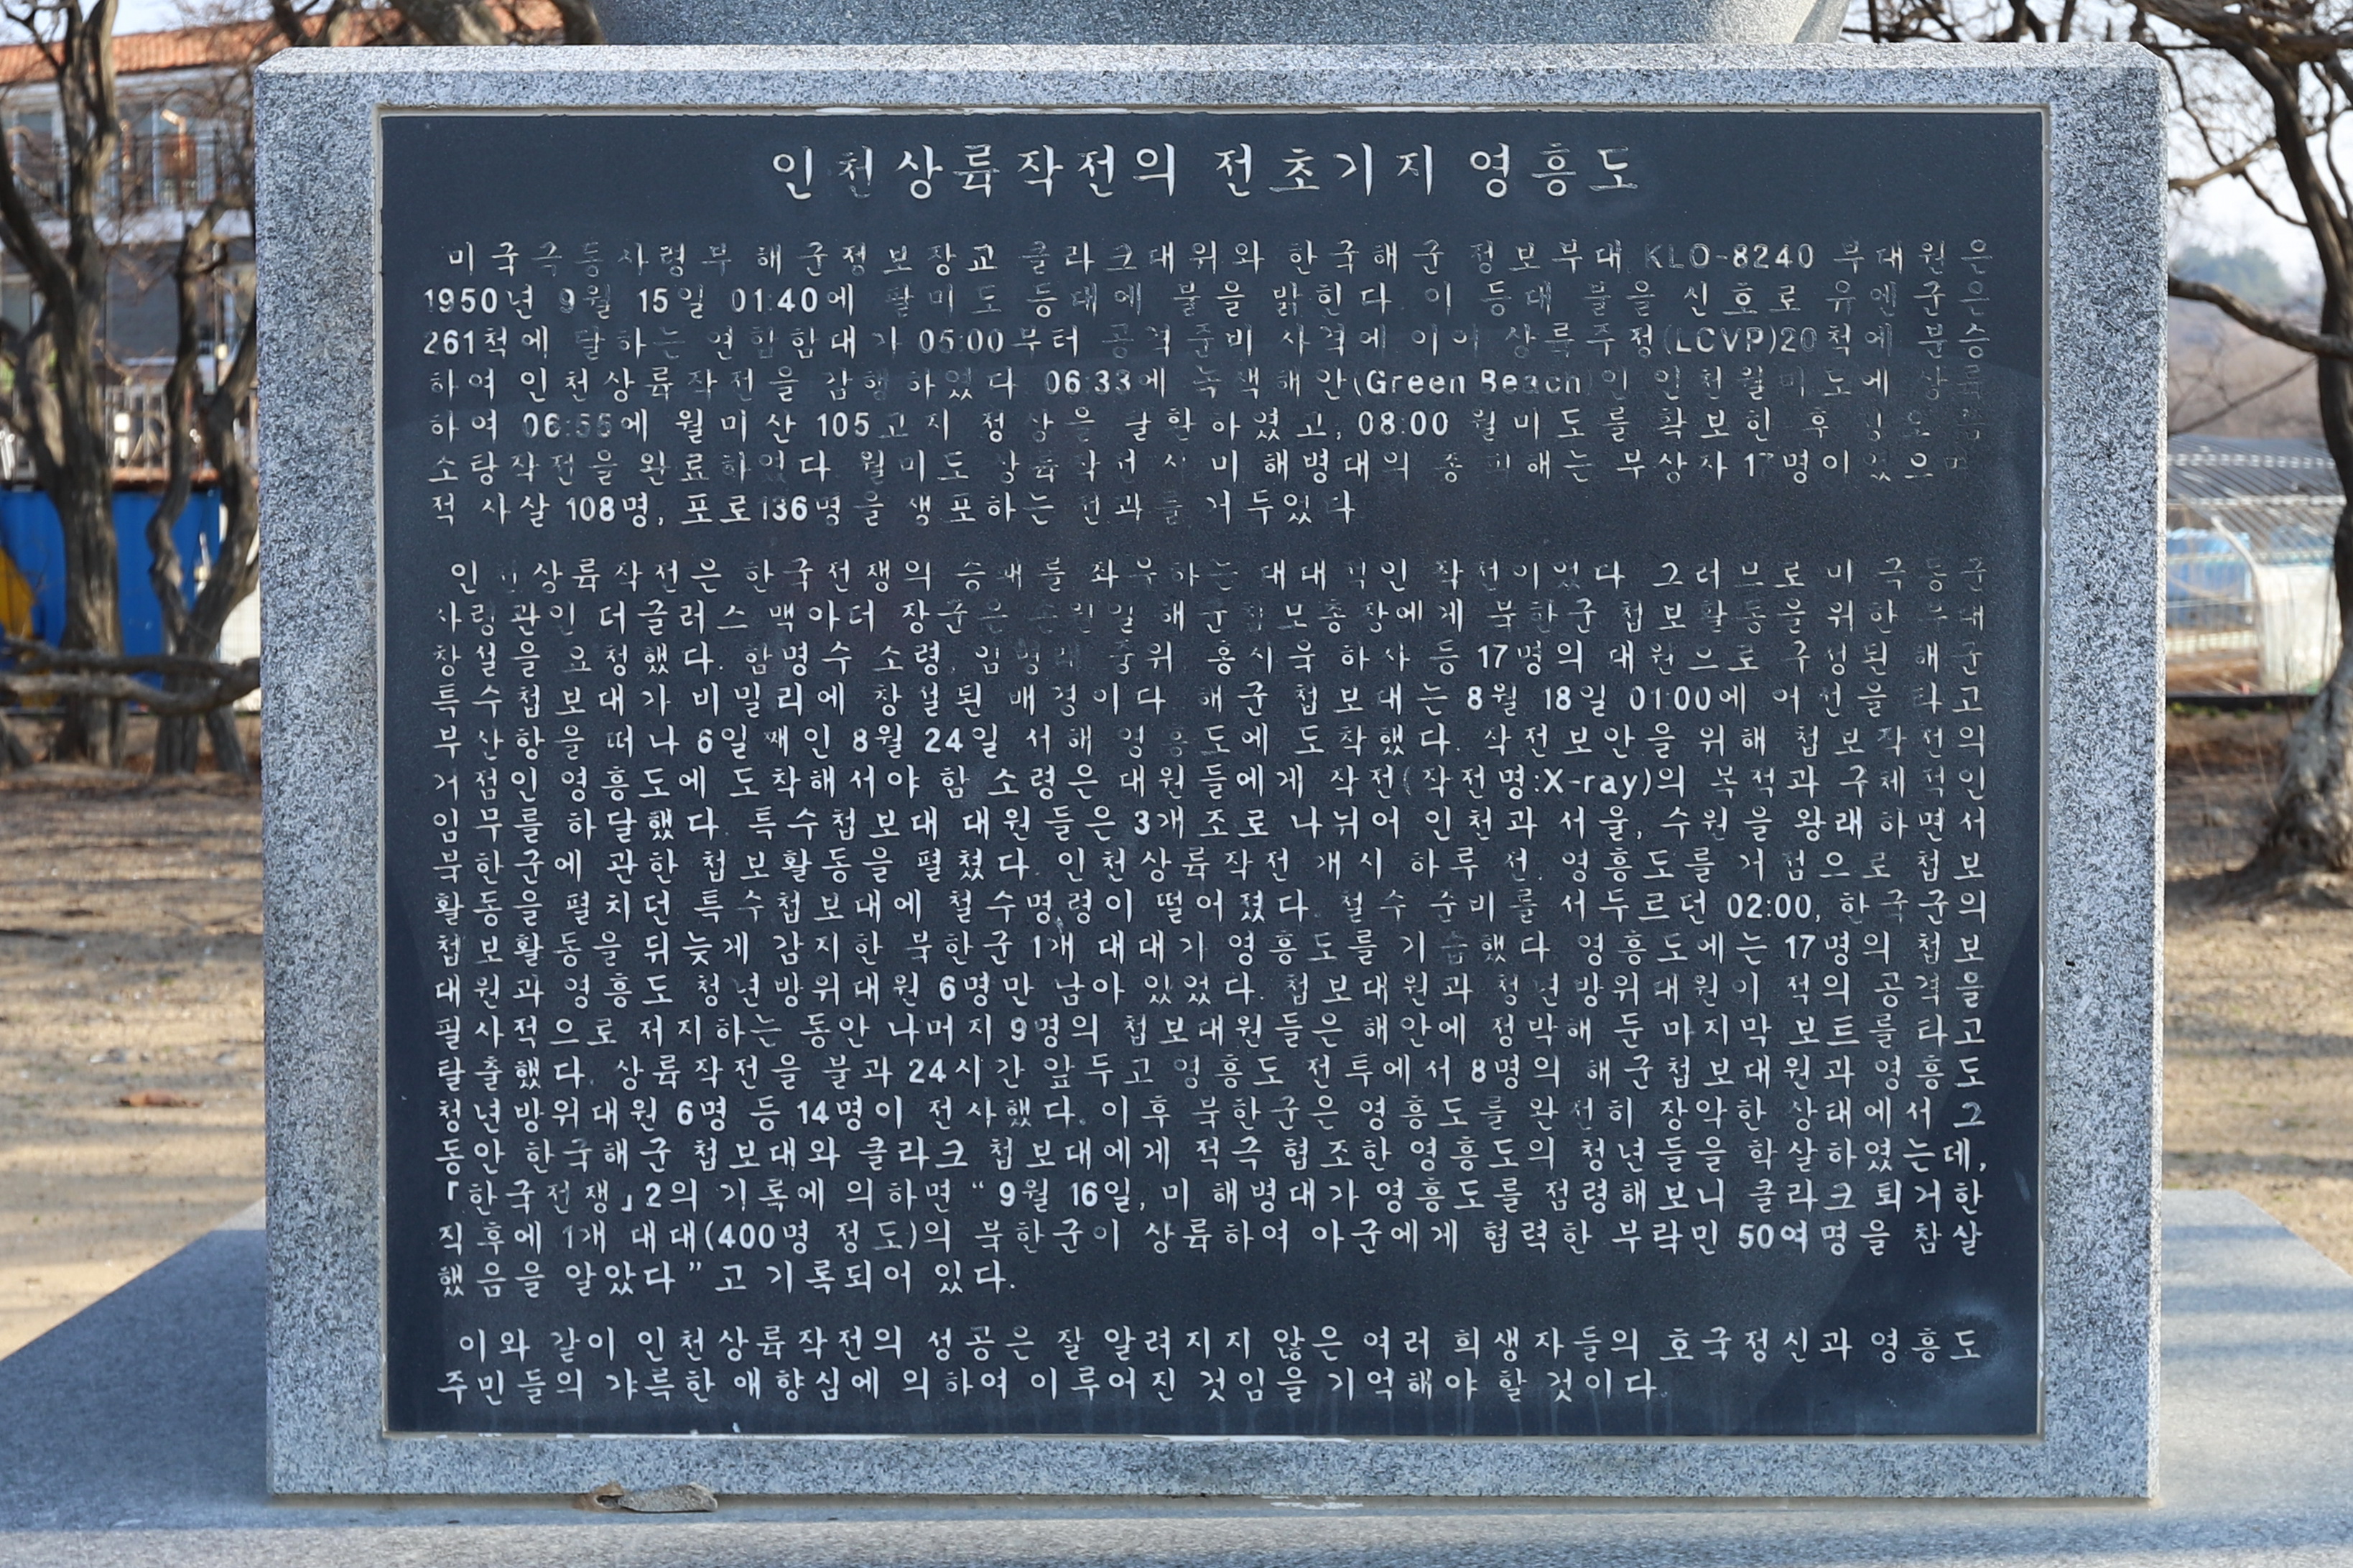 인천상륙작전의 전초기지 영흥도
미국극동사령부 해군정보장교 클라크대위와 한국해군 정보부대 KLO-8240 부대원은
1950년 9월 15일 01:40에 팔미도 등대에 불을 밝힌다 이 등대 불을 신호로 유엔군은
261척에 달하는 연합함대가 05:00부터 공격준비 사격에 이어 상륙주정(LCVP)20척에 분승
하여 인천상륙작전을 감행하였다 06:33에 녹색해안(Green Beach)인 인천월미도에 상륙
하여 06:55에 월미산 105고지 정상을 탈환하였고, 08:00 월미도를 확보한 후
소탕작전을 완료하였다 월미도 상륙작전 시 미 해병대의 총 피해는 부상자 17명이 있으며
적 사살 108명, 포로136명을 생포하는 전과를 거두었다
인천상륙작전은 한국전쟁의 승패를 좌우하는 대대적인 작전이었다 그러므로 미 극동군
사령관인 더글러스 맥아더 장군은 손원일 해군참모총장에게 북한군 첩보활동을 위한 부대
창설을 요청했다. 함명수 소령, 임병래 중위 홍시욱 하사 등 17명의 대원으로 구성된 해군
특수첩보대가 비밀리에 창설된 배경이다 해군 첩보대는 8월 18일 01:00에 어선을 타고
부산항을 떠나 6일째인 8월 24일 서해 영흥도에 도착했다. 작전보안을 위해 첩보작전의
거점인 영흥도에 도착해서야 함 소령은 대원들에게 작전(작전명:X-ray)의 목적과 구체적인
임무를 하달했다 특수첩보대 대원들은 3개조로 나뉘어 인천과 서울, 수원을 왕래하면서
북한군에 관한 첩보활동을 펼쳤다. 인천상륙작전 개시 하루 전. 영흥도를 거점으로 첩보
활동을 펼치던 특수첩보대에 철수명령이 떨어졌다. 철수 준비를 서두르던 02:00, 한국군의
첩보활동을 뒤늦게 감지한 북한군 1개 대대가 영흥도를 기습했다 영흥도에는 17명의 첩보
대원과 영흥도 청년방위대원 6명만 남아 있었다. 첩보대원과 청년방위대원이 적의 공격을
필사적으로 저지하는 동안 나머지 9명의 첩보대원들은 해안에 정박해 둔 마지막 보트를 타고
탈출했다. 상륙작전을 불과 24시간 앞두고 영흥도 전투에서 8명의 해군첩보대원과 영흥도
청년방위대원 6명 등 14명이 전사했다. 이후 북한군은 영흥도를 완전히 장악한 상태에서 그
동안 한국해군 첩보대와 클라크 첩보대에게 적극 협조한 영흥도의 청년들을 학살하였는데,
「한국전쟁」2의 기록에 의하면 “9월 16일, 미 해병대가 영흥도를 점령해보니 클라크 퇴거한
직후에 1개 대대(400명 정도)의 북한군이 상륙하여 아군에게 협력한 부락민 50여명을 참살
했음을 알았다”고 기록되어 있다.
이와 같이 인천상륙작전의 성공은 잘 알려지지 않은 여러 희생자들의 호국정신과 영흥도
주민들의 갸륵한 애향심에 의하여 이루어진 것임을 기억해야 할 것이다.